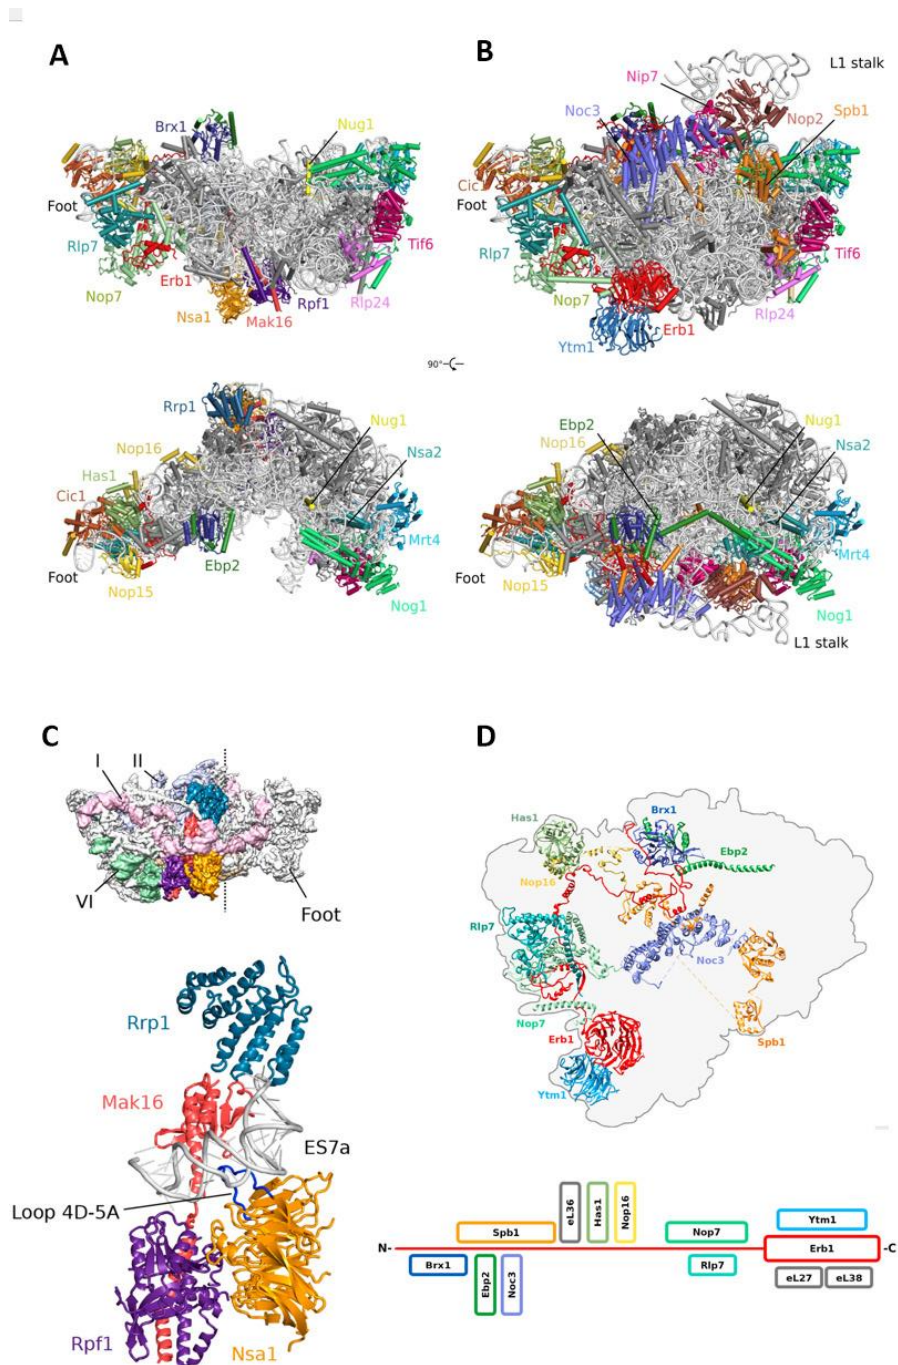 A
Brx1
Nug1
Foot
Rlp7
Tif6
Erb1
Nop7
Nsa1
Mak16
Rpf1
Rlp24
B
L1 stalk
Nip7
Noc3
Nop2
Spb1
Cic1
Foot
Rlp7
Tif6
Nop7
Rlp24
Erb1
Ytm1
90°
Rrp1
Nug1
Nop16
Nsa2
Has1
Cic1
Mrt4
Foot
Ebp2
Nop15
Nog1
Ebp2
Nop16
Nug1
Nsa2
Cic1
Mrt4
Foot
Nop15
Nog1
L1 stalk
C
I II
VI
Foot
Rrp1
Mak16
ES7a
Loop 4D-5A
Rpf1
Nsa1
D
Has1
Brx1
Ebp2
Nop16
Rlp7
Noc3
Nop7
Erb1
Spb1
Ytm1
eL36
Has1
Nop16
Spb1
Nop7
Ytm1
N-
Erb1
-C
Brx1
Ebp2
Noc3
Rlp7
eL27
eL38